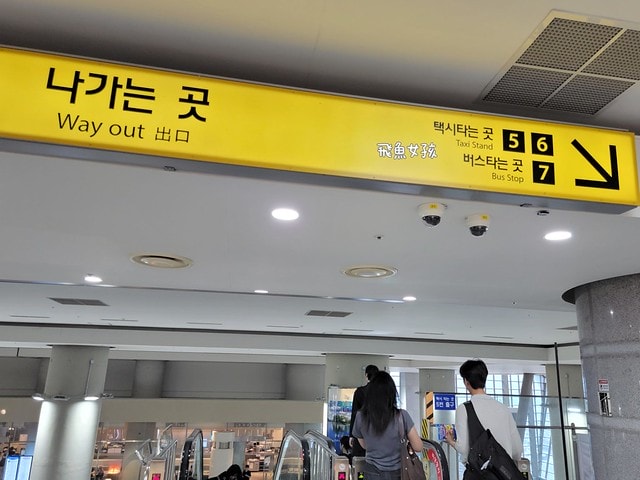 나가는 곳
Way out 出口
飛魚女孩
택시타는 곳 5 6
Taxi Stand
버스타는 곳 7
Bus Stop